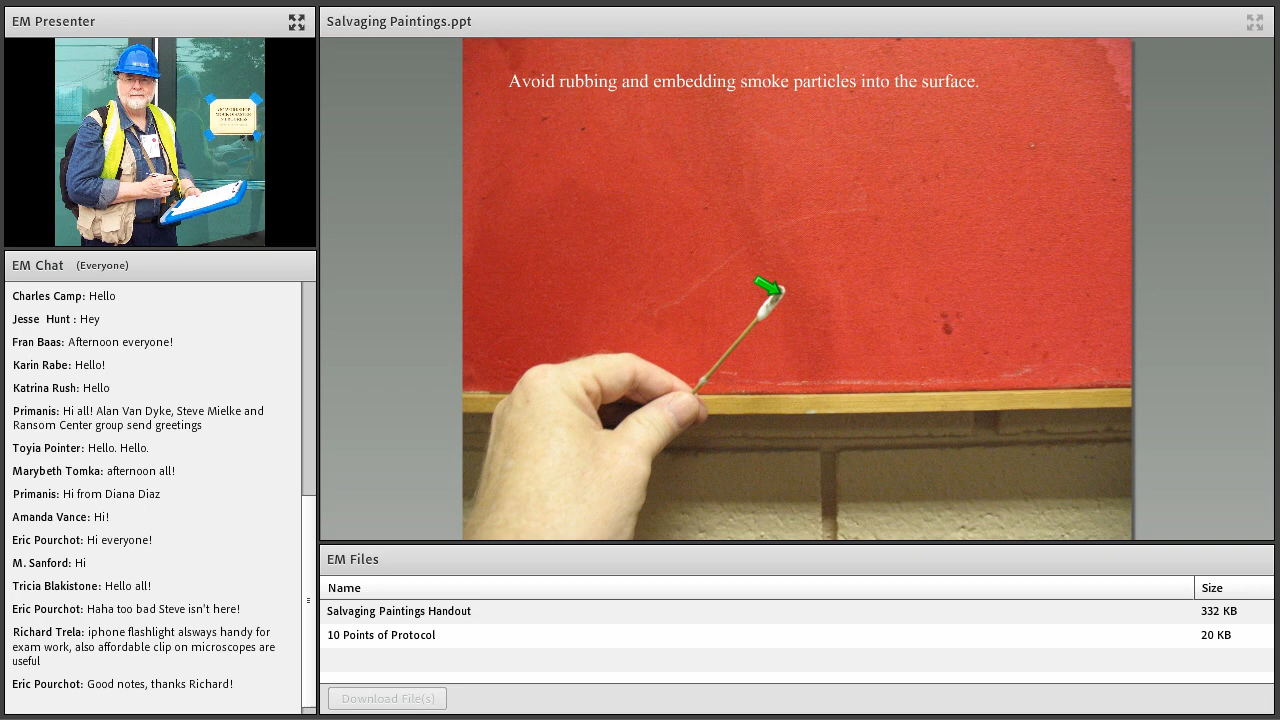 EM Presenter
Salvaging Paintings.ppt
Avoid rubbing and embedding smoke particles into the surface.
EM Chat (Everyone)
Charles Camp: Hello
Jesse Hunt : Hey
Fran Baas: Afternoon everyone!
Karin Rabe: Hello!
Katrina Rush: Hello
Primanis: Hi all! Alan Van Dyke, Steve Mielke and
Ransom Center group send greetings
Toyia Pointer: Hello. Hello.
Marybeth Tomka: afternoon all!
Primanis: Hi from Diana Diaz
Amanda Vance: Hi!
Eric Pourchot: Hi everyone!
M. Sanford: Hi
Tricia Blakistone: Hello all!
Eric Pourchot: Haha too bad Steve isn't here!
Richard Trela: iphone flashlight alsways handy for
exam work, also affordable clip on microscopes are
useful
Eric Pourchot: Good notes, thanks Richard!
EM Files
Name Size
Salvaging Paintings Handout 332 KB
10 Points of Protocol 20 KB
Download File(s)